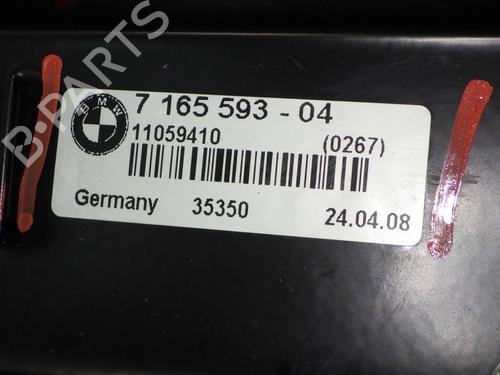 B-PARTS
BMW
7 165 593 - 04
11059410 (0267)
Germany 35350 24.04.08